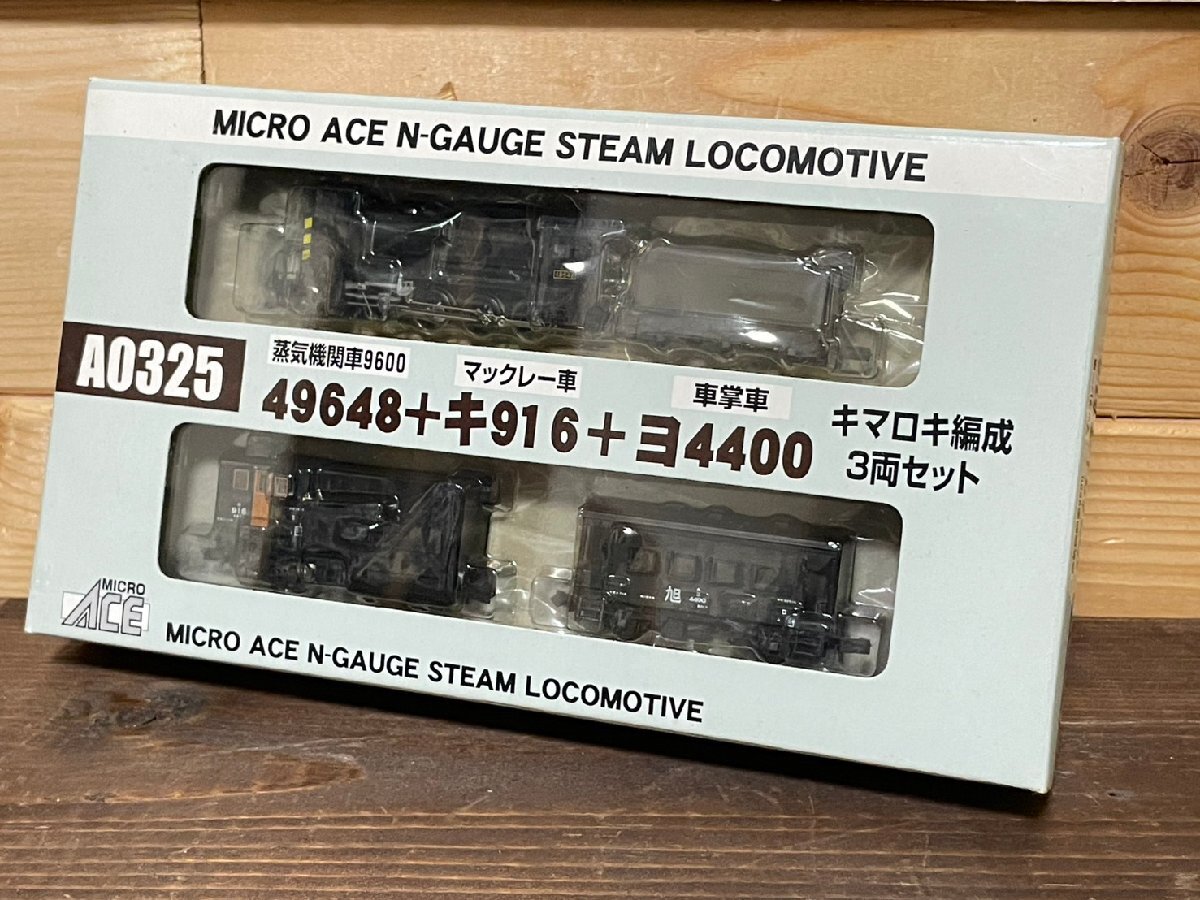 MICRO ACE N-GAUGE STEAM LOCOMOTIVE
A0325
蒸気機関車9600
マックレー車
車掌車
49648+キ916+ヨ4400
キマロキ編成
3両セット
916
旭
MICRO
ACE
MICRO ACE N-GAUGE STEAM LOCOMOTIVE